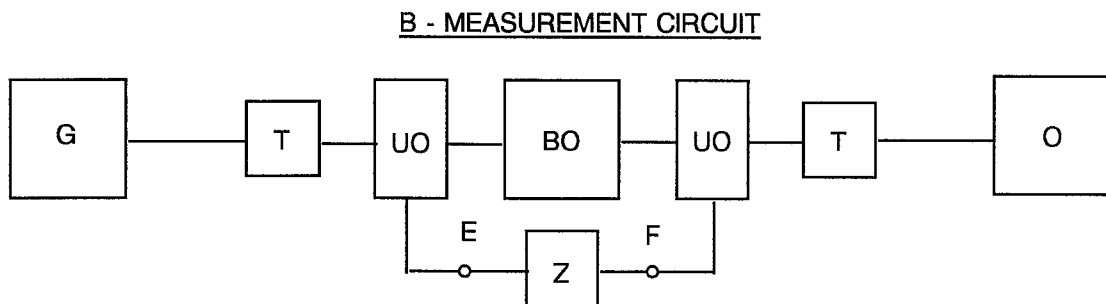 B - MEASUREMENT CIRCUIT
G
T
UO
BO
UO
T
O
E
Z
F